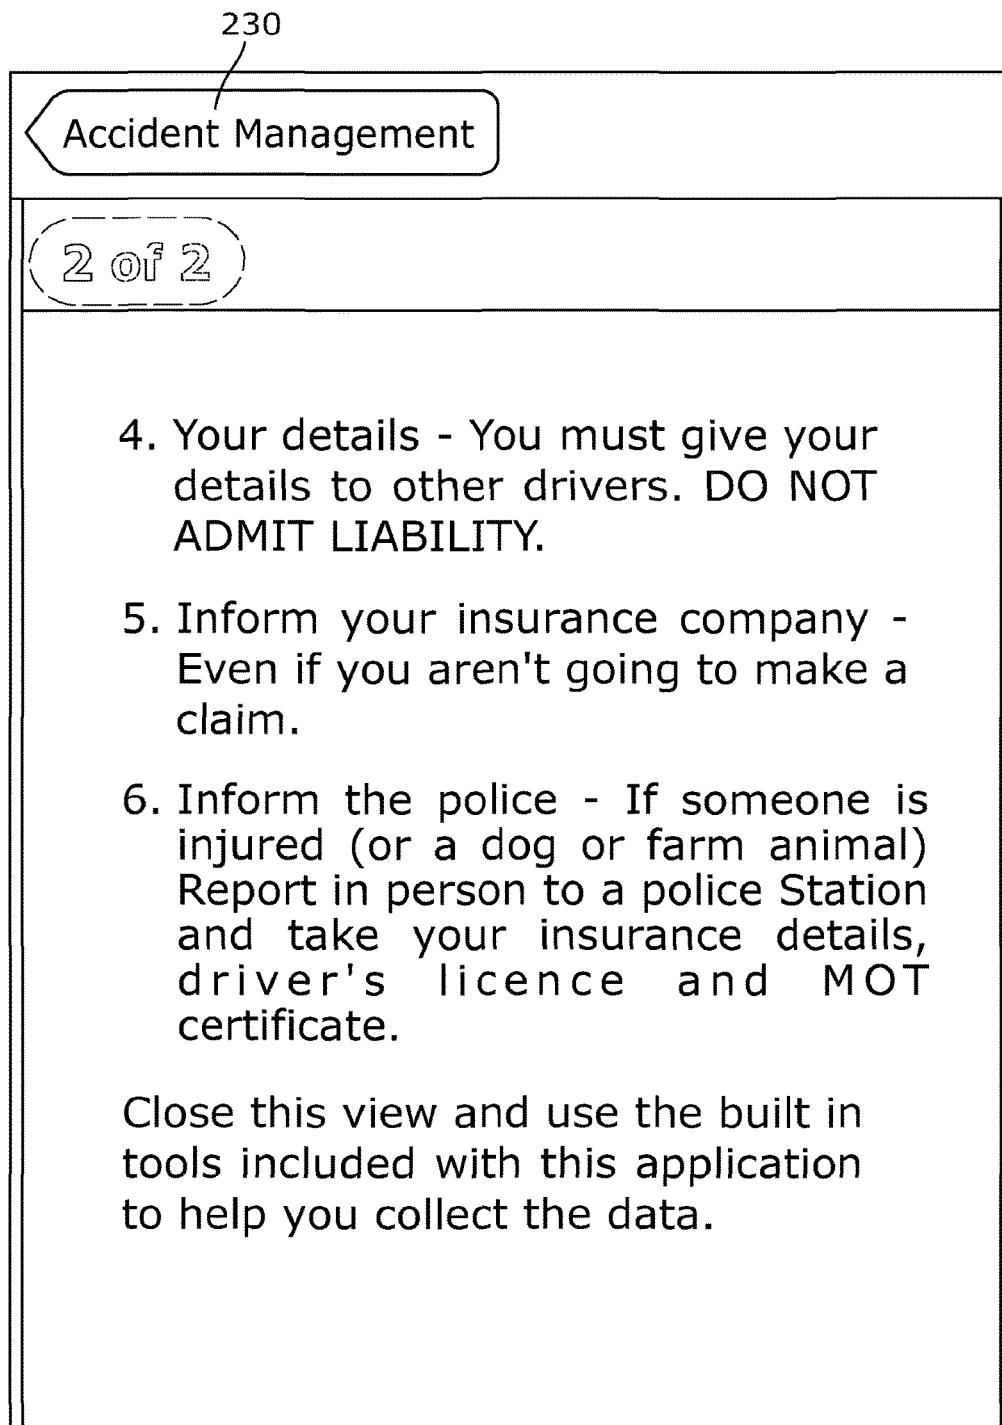 230
Accident Management
2 of 2
4. Your details - You must give your
details to other drivers. DO NOT
ADMIT LIABILITY.
5. Inform your insurance company -
Even if you aren't going to make a
claim.
6. Inform the police - If someone is
injured (or a dog or farm animal)
Report in person to a police Station
and take your insurance details,
driver's licence and MOT
certificate.
Close this view and use the built in
tools included with this application
to help you collect the data.